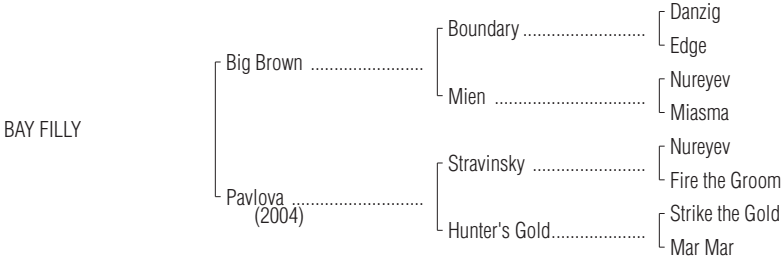 Danzig
Boundary ..........................
Edge
Big Brown ........................
Nureyev
Mien ................................
Miasma
BAY FILLY
Nureyev
Stravinsky ........................
Fire the Groom
Pavlova ............................
(2004)
Strike the Gold
Hunter's Gold....................
Mar Mar